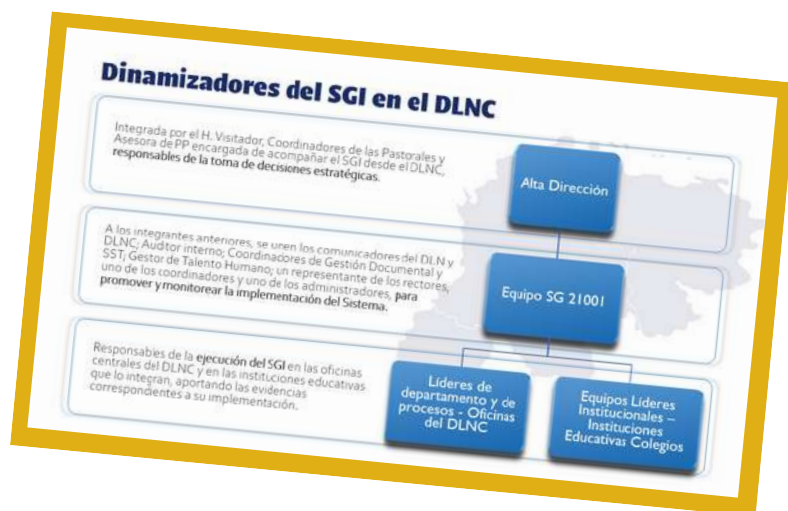 Dinamizadores del SGI en el DLNC
Integrada por el H. Visitador, Coordinadores de las Pastorales y
Asesora de PP encargada de acompañar el SGI desde el DLNC,
responsables de la toma de decisiones estratégicas.
Alta Dirección
A los integrantes anteriores, se unen los comunicadores del DLN y
DLNC; Auditor interno; Coordinadores de Gestión Documental y
SST; Gestor de Talento Humano; un representante de los rectores,
uno de los coordinadores y uno de los administradores, para
promover y monitorear la implementación del Sistema.
Equipo SG 21001
Responsables de la ejecución del SGI en las oficinas
centrales del DLNC y en las instituciones educativas
que lo integran, aportando las evidencias
correspondientes a su implementación.
Líderes de
departamento y de
procesos - Oficinas
del DLNC
Equipos Líderes
Institucionales –
Instituciones
Educativas Colegios